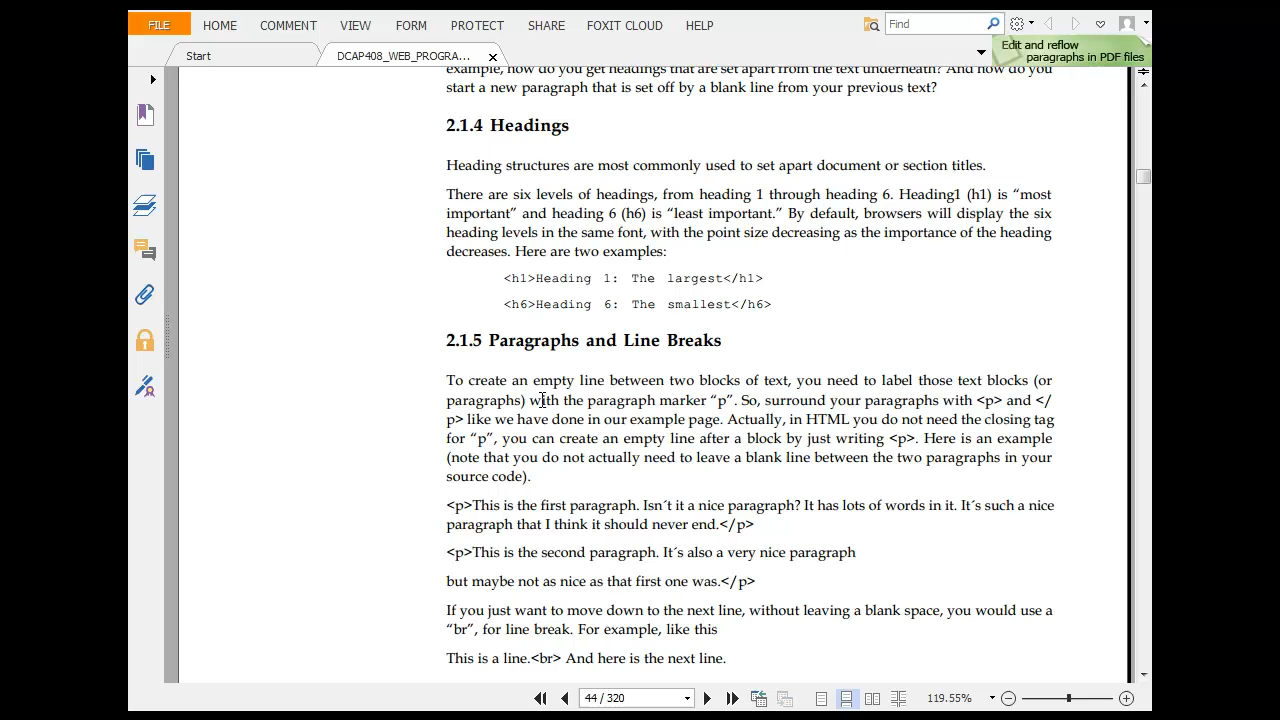 FILE HOME COMMENT VIEW FORM PROTECT SHARE FOXIT CLOUD HELP Find
Edit and reflow
paragraphs in PDF files
Start DCAP408_WEB_PROGRA...
example, how do you get headings that are set apart from the text underneath? And how do you
start a new paragraph that is set off by a blank line from your previous text?
2.1.4 Headings
Heading structures are most commonly used to set apart document or section titles.
There are six levels of headings, from heading 1 through heading 6. Heading1 (h1) is “most
important” and heading 6 (h6) is “least important.” By default, browsers will display the six
heading levels in the same font, with the point size decreasing as the importance of the heading
decreases. Here are two examples:
<h1>Heading 1: The largest</h1>
<h6>Heading 6: The smallest</h6>
2.1.5 Paragraphs and Line Breaks
To create an empty line between two blocks of text, you need to label those text blocks (or
paragraphs) with the paragraph marker “p”. So, surround your paragraphs with <p> and </
p> like we have done in our example page. Actually, in HTML you do not need the closing tag
for “p”, you can create an empty line after a block by just writing <p>. Here is an example
(note that you do not actually need to leave a blank line between the two paragraphs in your
source code).
<p>This is the first paragraph. Isn´t it a nice paragraph? It has lots of words in it. It´s such a nice
paragraph that I think it should never end.</p>
<p>This is the second paragraph. It´s also a very nice paragraph
but maybe not as nice as that first one was.</p>
If you just want to move down to the next line, without leaving a blank space, you would use a
“br”, for line break. For example, like this
This is a line.<br> And here is the next line.
44 / 320 119.55%